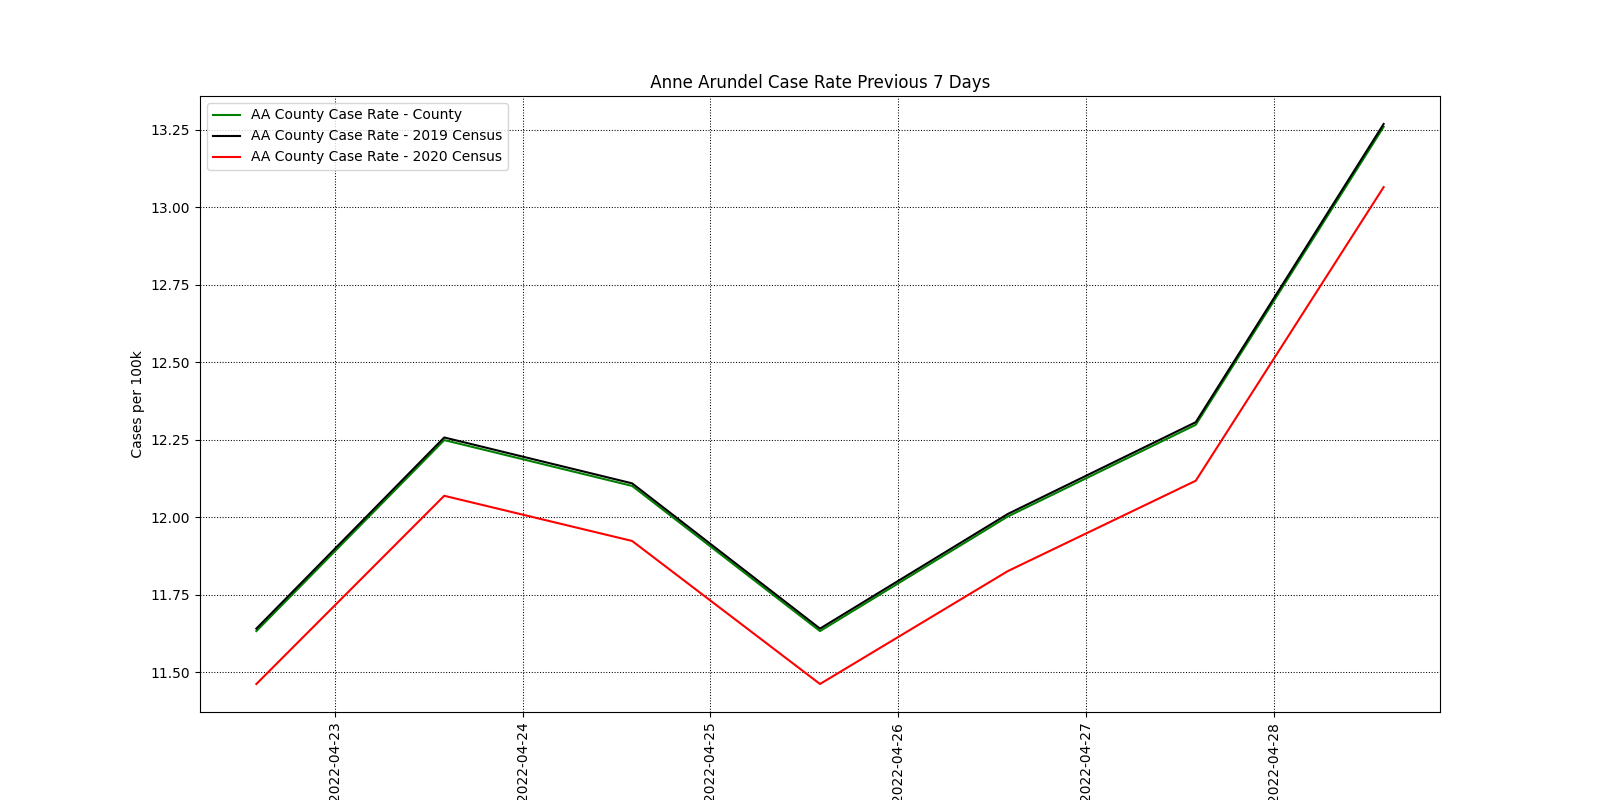 Anne Arundel Case Rate Previous 7 Days
AA County Case Rate - County
AA County Case Rate - 2019 Census
AA County Case Rate - 2020 Census
Cases per 100k
13.25
13.00
12.75
12.50
12.25
12.00
11.75
11.50
2022-04-23
2022-04-24
2022-04-25
2022-04-26
2022-04-27
2022-04-28